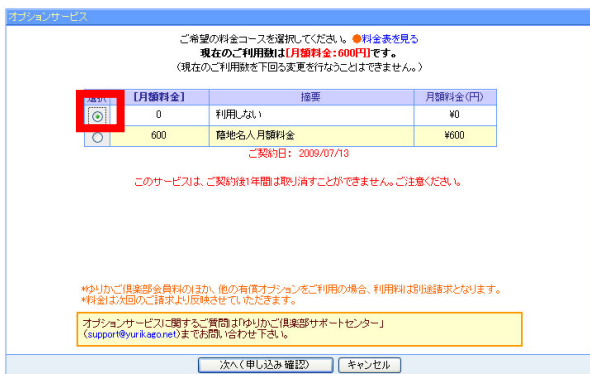 オプションサービス
ご希望の料金コースを選択してください。●料金表を見る
現在のご利用数は[月額料金:600円]です。
(現在のご利用数を下回る変更を行なうことはできません。)
選択 [月額料金] 摘要 月額料金(円)
0 利用しない ¥0
600 蔭地名人月額料金 ¥600
ご契約日: 2009/07/13
このサービスは、ご契約後1年間は取り消すことができません。ご注意ください。
*ゆりかご倶楽部会員料のほか、他の有償オプションをご利用の場合、利用料は別途請求となります。
*料金は次回のご請求より反映させていただきます。
オプションサービスに関するご質問は「ゆりかご倶楽部サポートセンター」
(support@yurikago.net)までお問い合わせ下さい。
次へ(申し込み確認) キャンセル